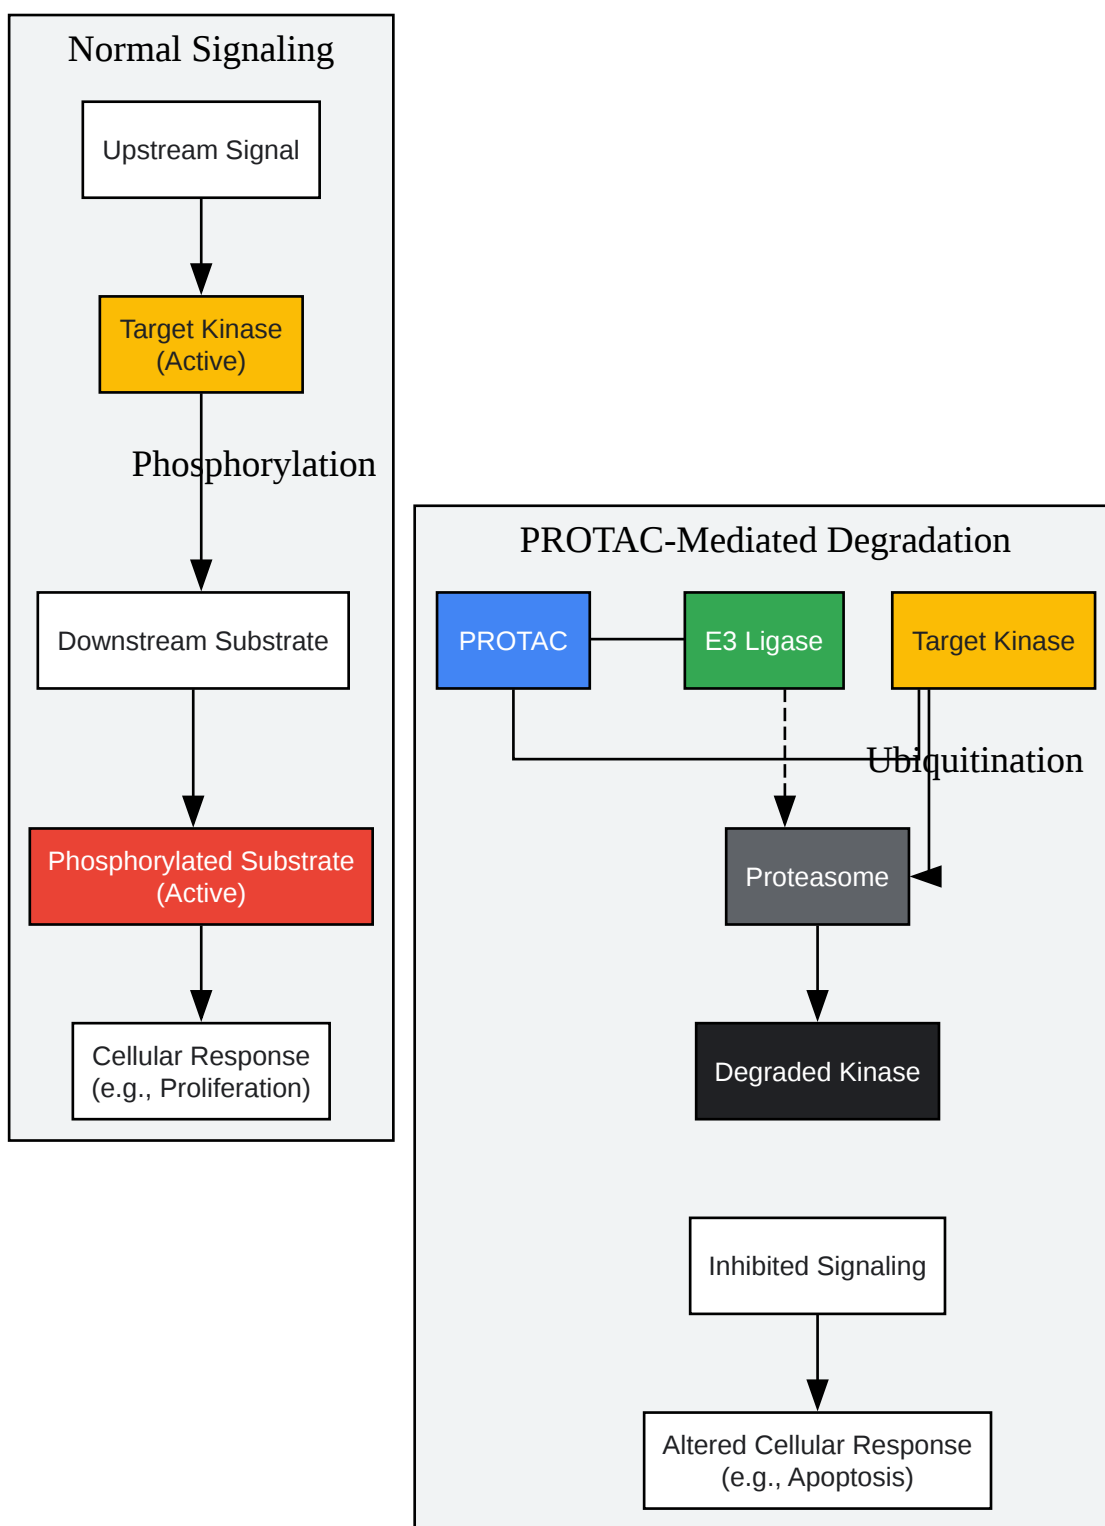 Normal Signaling
Upstream Signal
Target Kinase
(Active)
Phosphorylation
Downstream Substrate
Phosphorylated Substrate
(Active)
Cellular Response
(e.g., Proliferation)
PROTAC-Mediated Degradation
PROTAC
E3 Ligase
Target Kinase
Ubiquitination
Proteasome
Degraded Kinase
Inhibited Signaling
Altered Cellular Response
(e.g., Apoptosis)